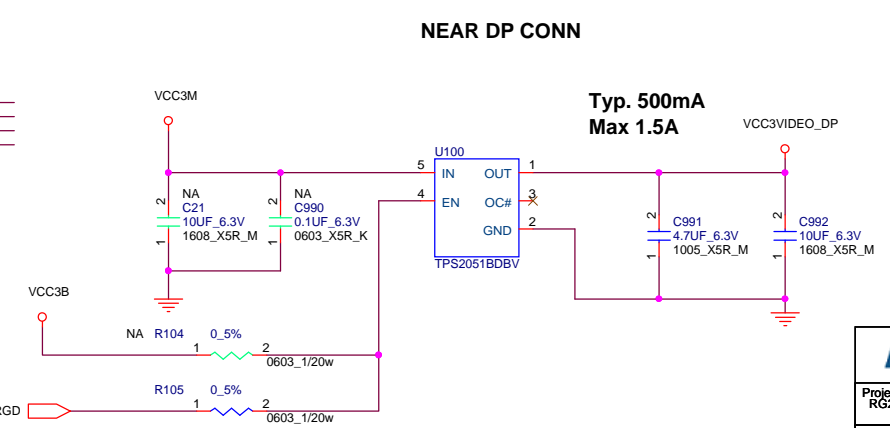 NEAR DP CONN
VCC3M
Typ. 500mA
Max 1.5A
VCC3VIDEO_DP
U100
5 IN OUT 1
4 EN OC# 3
GND 2
TPS2051BDBV
2 NA
C21
10UF_6.3V
1 1608_X5R_M
2 NA
C990
0.1UF_6.3V
1 0603_X5R_K
2 C991
4.7UF_6.3V
1 1005_X5R_M
2 C992
10UF_6.3V
1 1608_X5R_M
VCC3B
NA R104 0_5%
1 2
0603_1/20w
R105 0_5%
1 2
0603_1/20w